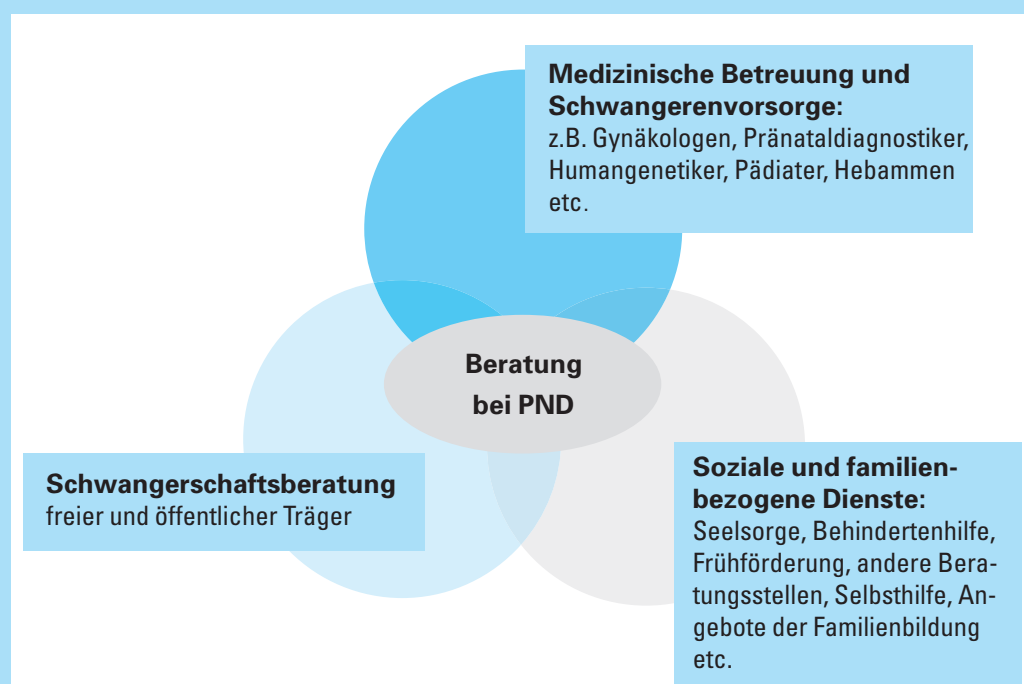 Medizinische Betreuung und
Schwangerenvorsorge:
z.B. Gynäkologen, Pränataldiagnostiker,
Humangenetiker, Pädiater, Hebammen
etc.
Beratung
bei PND
Schwangerschaftsberatung
freier und öffentlicher Träger
Soziale und familien-
bezogene Dienste:
Seelsorge, Behindertenhilfe,
Frühförderung, andere Bera-
tungsstellen, Selbsthilfe, An-
gebote der Familienbildung
etc.